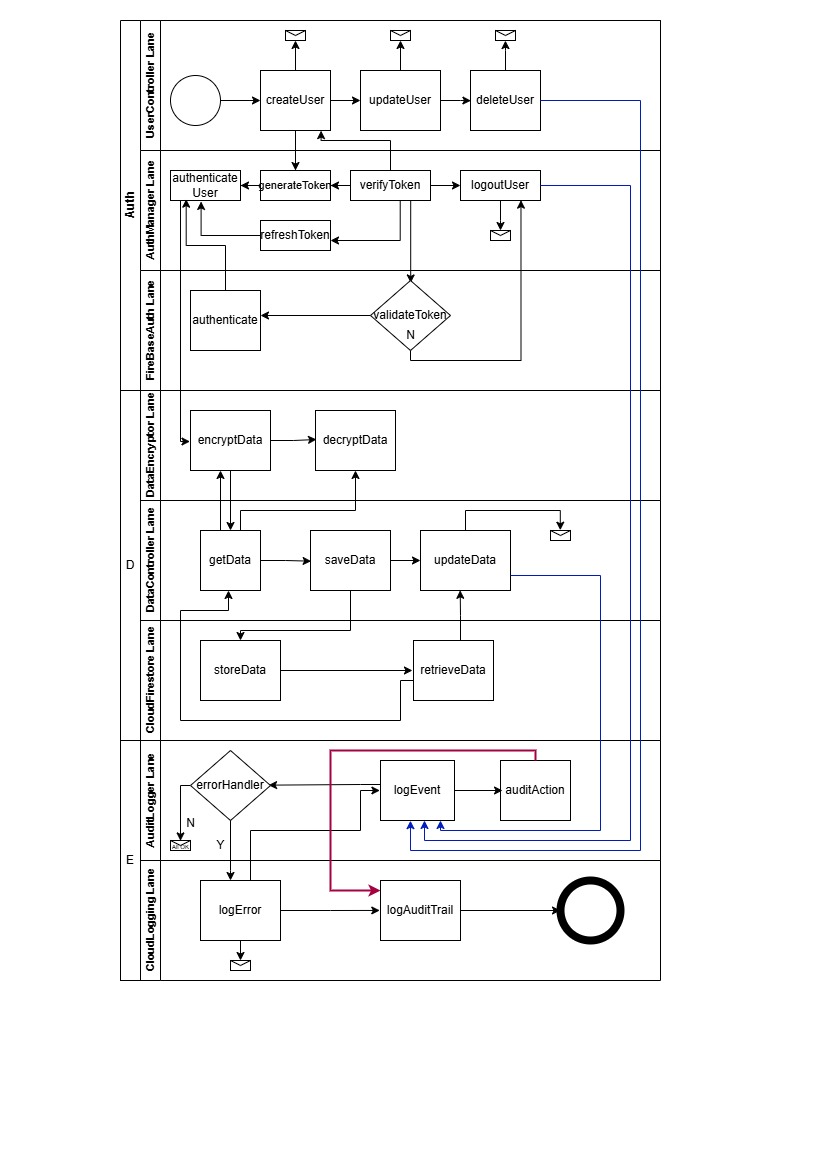 Auth
UserController Lane
createUser
updateUser
deleteUser
AuthManager Lane
authenticate
User
generateToken
verifyToken
logoutUser
refreshToken
FireBaseAuth Lane
authenticate
validateToken
N
D
DataEncryptor Lane
encryptData
decryptData
DataController Lane
getData
saveData
updateData
CloudFirestore Lane
storeData
retrieveData
E
AuditLogger Lane
errorHandler
logEvent
auditAction
N
Y
All OK
CloudLogging Lane
logError
logAuditTrail